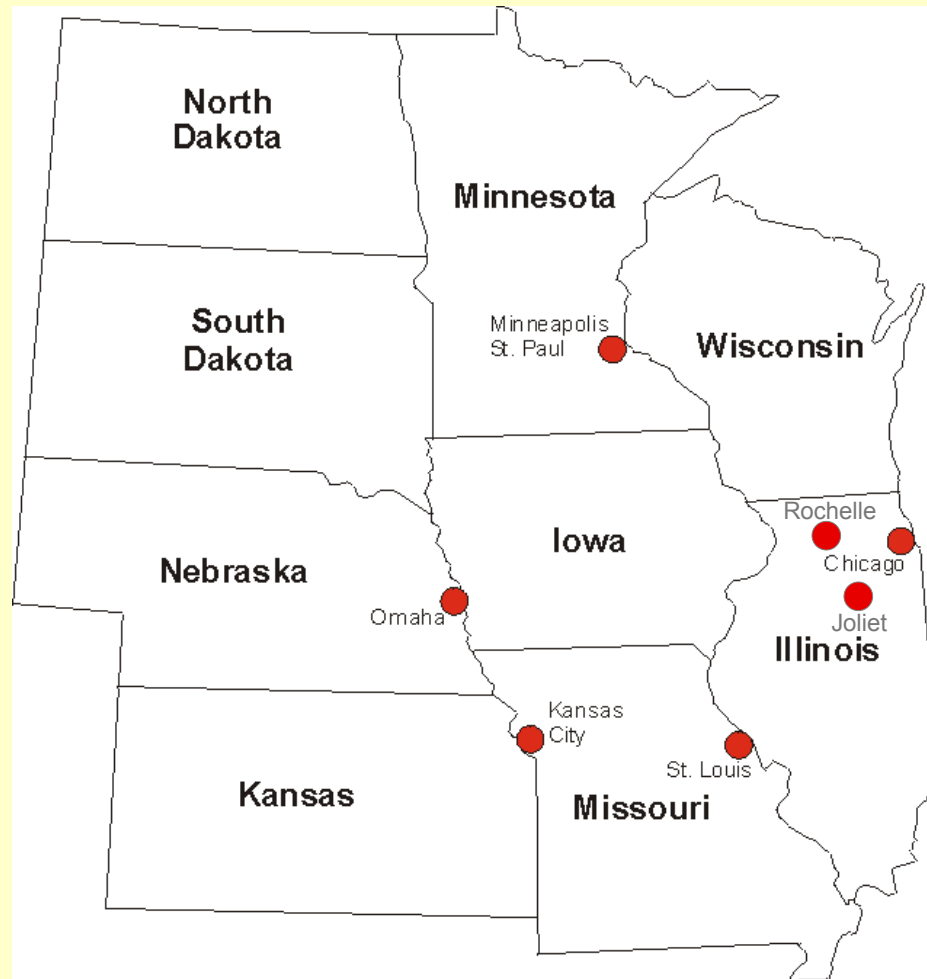 North
Dakota
Minnesota
South
Dakota
Minneapolis
St. Paul
Wisconsin
Rochelle
Iowa
Chicago
Nebraska
Omaha
Joliet
Illinois
Kansas
City
St. Louis
Kansas
Missouri